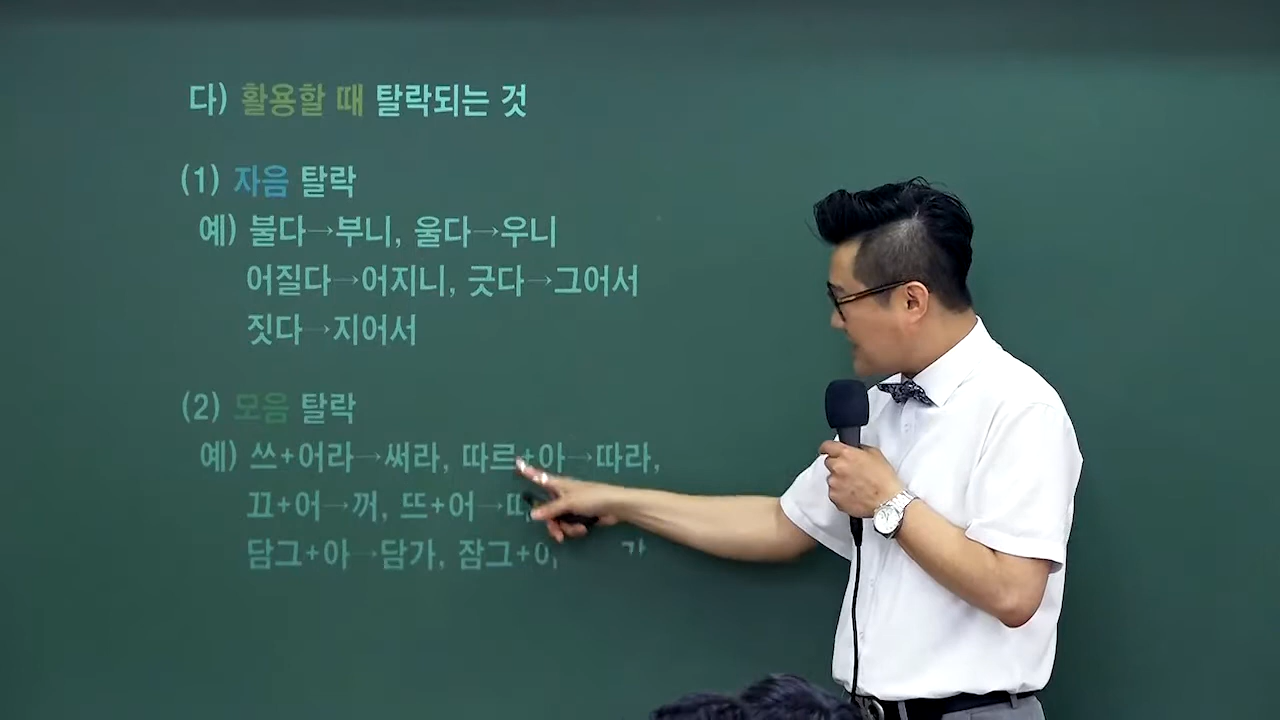 다) 활용할 때 탈락되는 것
(1) 자음 탈락
예) 불다→부니, 울다→우니
어질다→어지니, 긋다→그어서
짓다→지어서
(2) 모음 탈락
예) 쓰+어라→써라, 따르+아→따라,
끄+어→꺼, 뜨+어→
담그+아→담가, 잠그+아